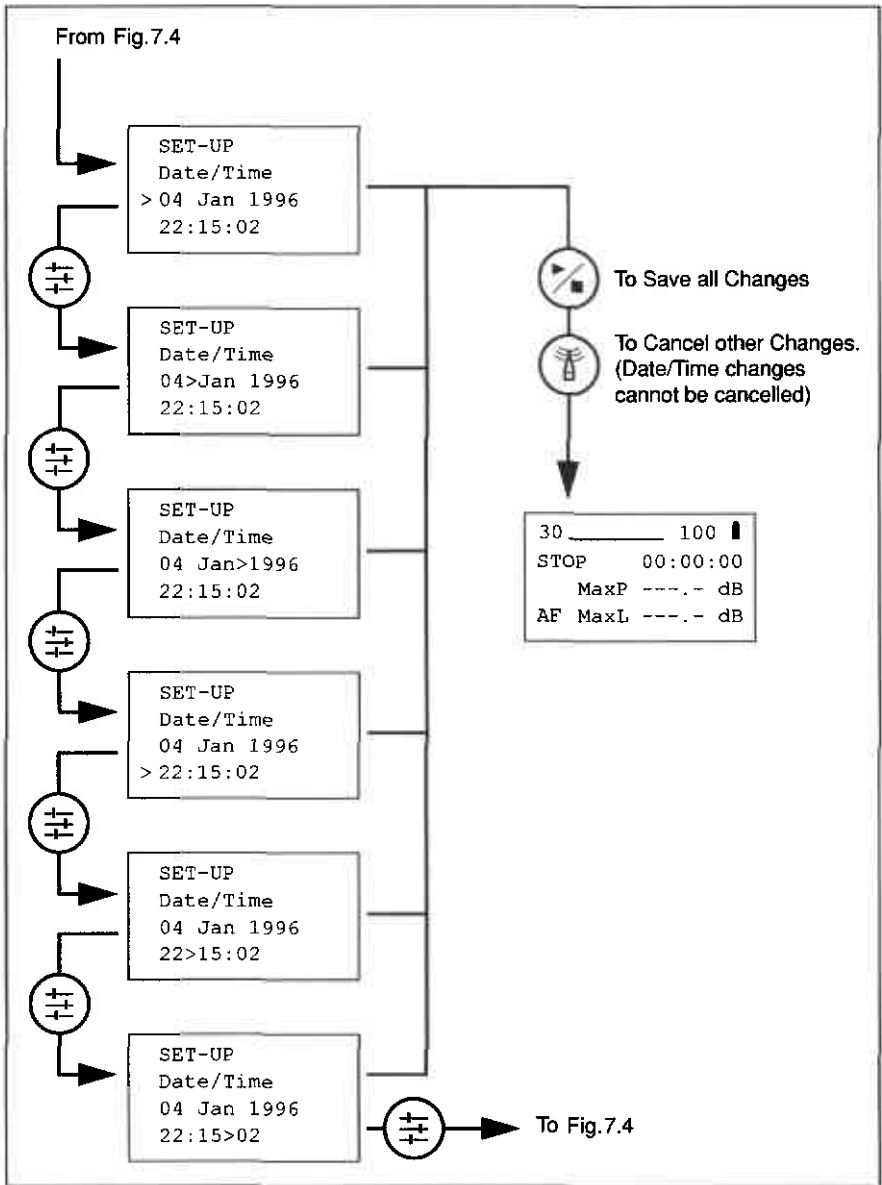 From Fig.7.4
SET-UP
Date/Time
>04 Jan 1996
22:15:02
SET-UP
Date/Time
04>Jan 1996
22:15:02
SET-UP
Date/Time
04 Jan>1996
22:15:02
SET-UP
Date/Time
04 Jan 1996
>22:15:02
SET-UP
Date/Time
04 Jan 1996
22>15:02
SET-UP
Date/Time
04 Jan 1996
22:15>02
To Fig.7.4
To Save all Changes
To Cancel other Changes.
(Date/Time changes
cannot be cancelled)
30 100
STOP 00:00:00
MaxP ---.- dB
AF MaxL ---.- dB